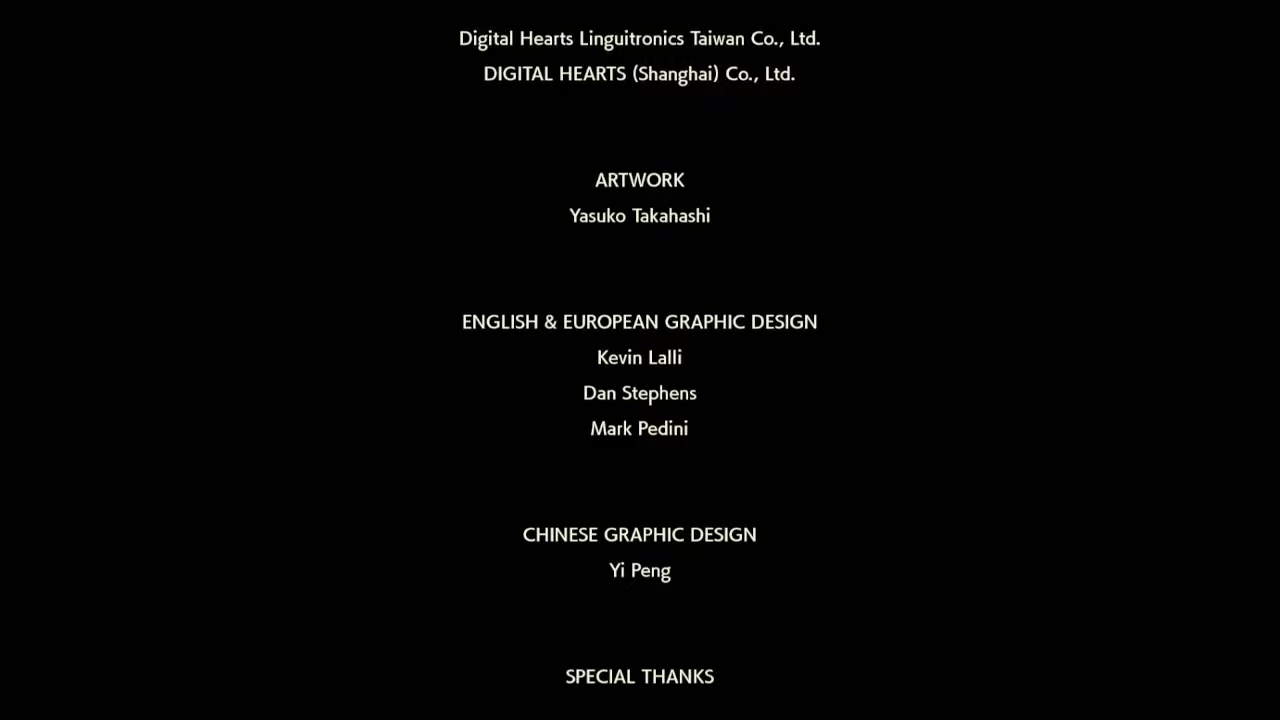 Digital Hearts Linguitronics Taiwan Co., Ltd.
DIGITAL HEARTS (Shanghai) Co., Ltd.
ARTWORK
Yasuko Takahashi
ENGLISH & EUROPEAN GRAPHIC DESIGN
Kevin Lalli
Dan Stephens
Mark Pedini
CHINESE GRAPHIC DESIGN
Yi Peng
SPECIAL THANKS